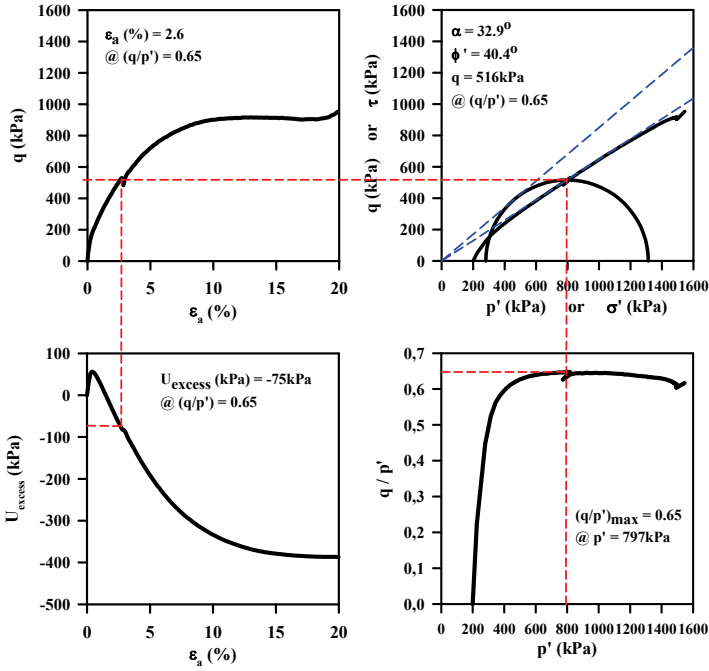 1600
1400
1200
1000
800
600
400
200
0
q (kPa)
εa (%) = 2.6
@ (q/p') = 0.65
0 5 10 15 20
εa (%)
1600
1400
1200
1000
800
600
400
200
0
q (kPa) or τ (kPa)
α = 32.9o
ϕ' = 40.4o
q = 516kPa
@ (q/p') = 0.65
0 200 400 600 800 1000 1200 1400 1600
p' (kPa) or σ' (kPa)
100
0
-100
-200
-300
-400
-500
Uexcess (kPa)
Uexcess (kPa) = -75kPa
@ (q/p') = 0.65
0 5 10 15 20
εa (%)
0,7
0,6
0,5
0,4
0,3
0,2
0,1
0,0
q / p'
(q/p')max = 0.65
@ p' = 797kPa
0 200 400 600 800 1000 1200 1400 1600
p' (kPa)